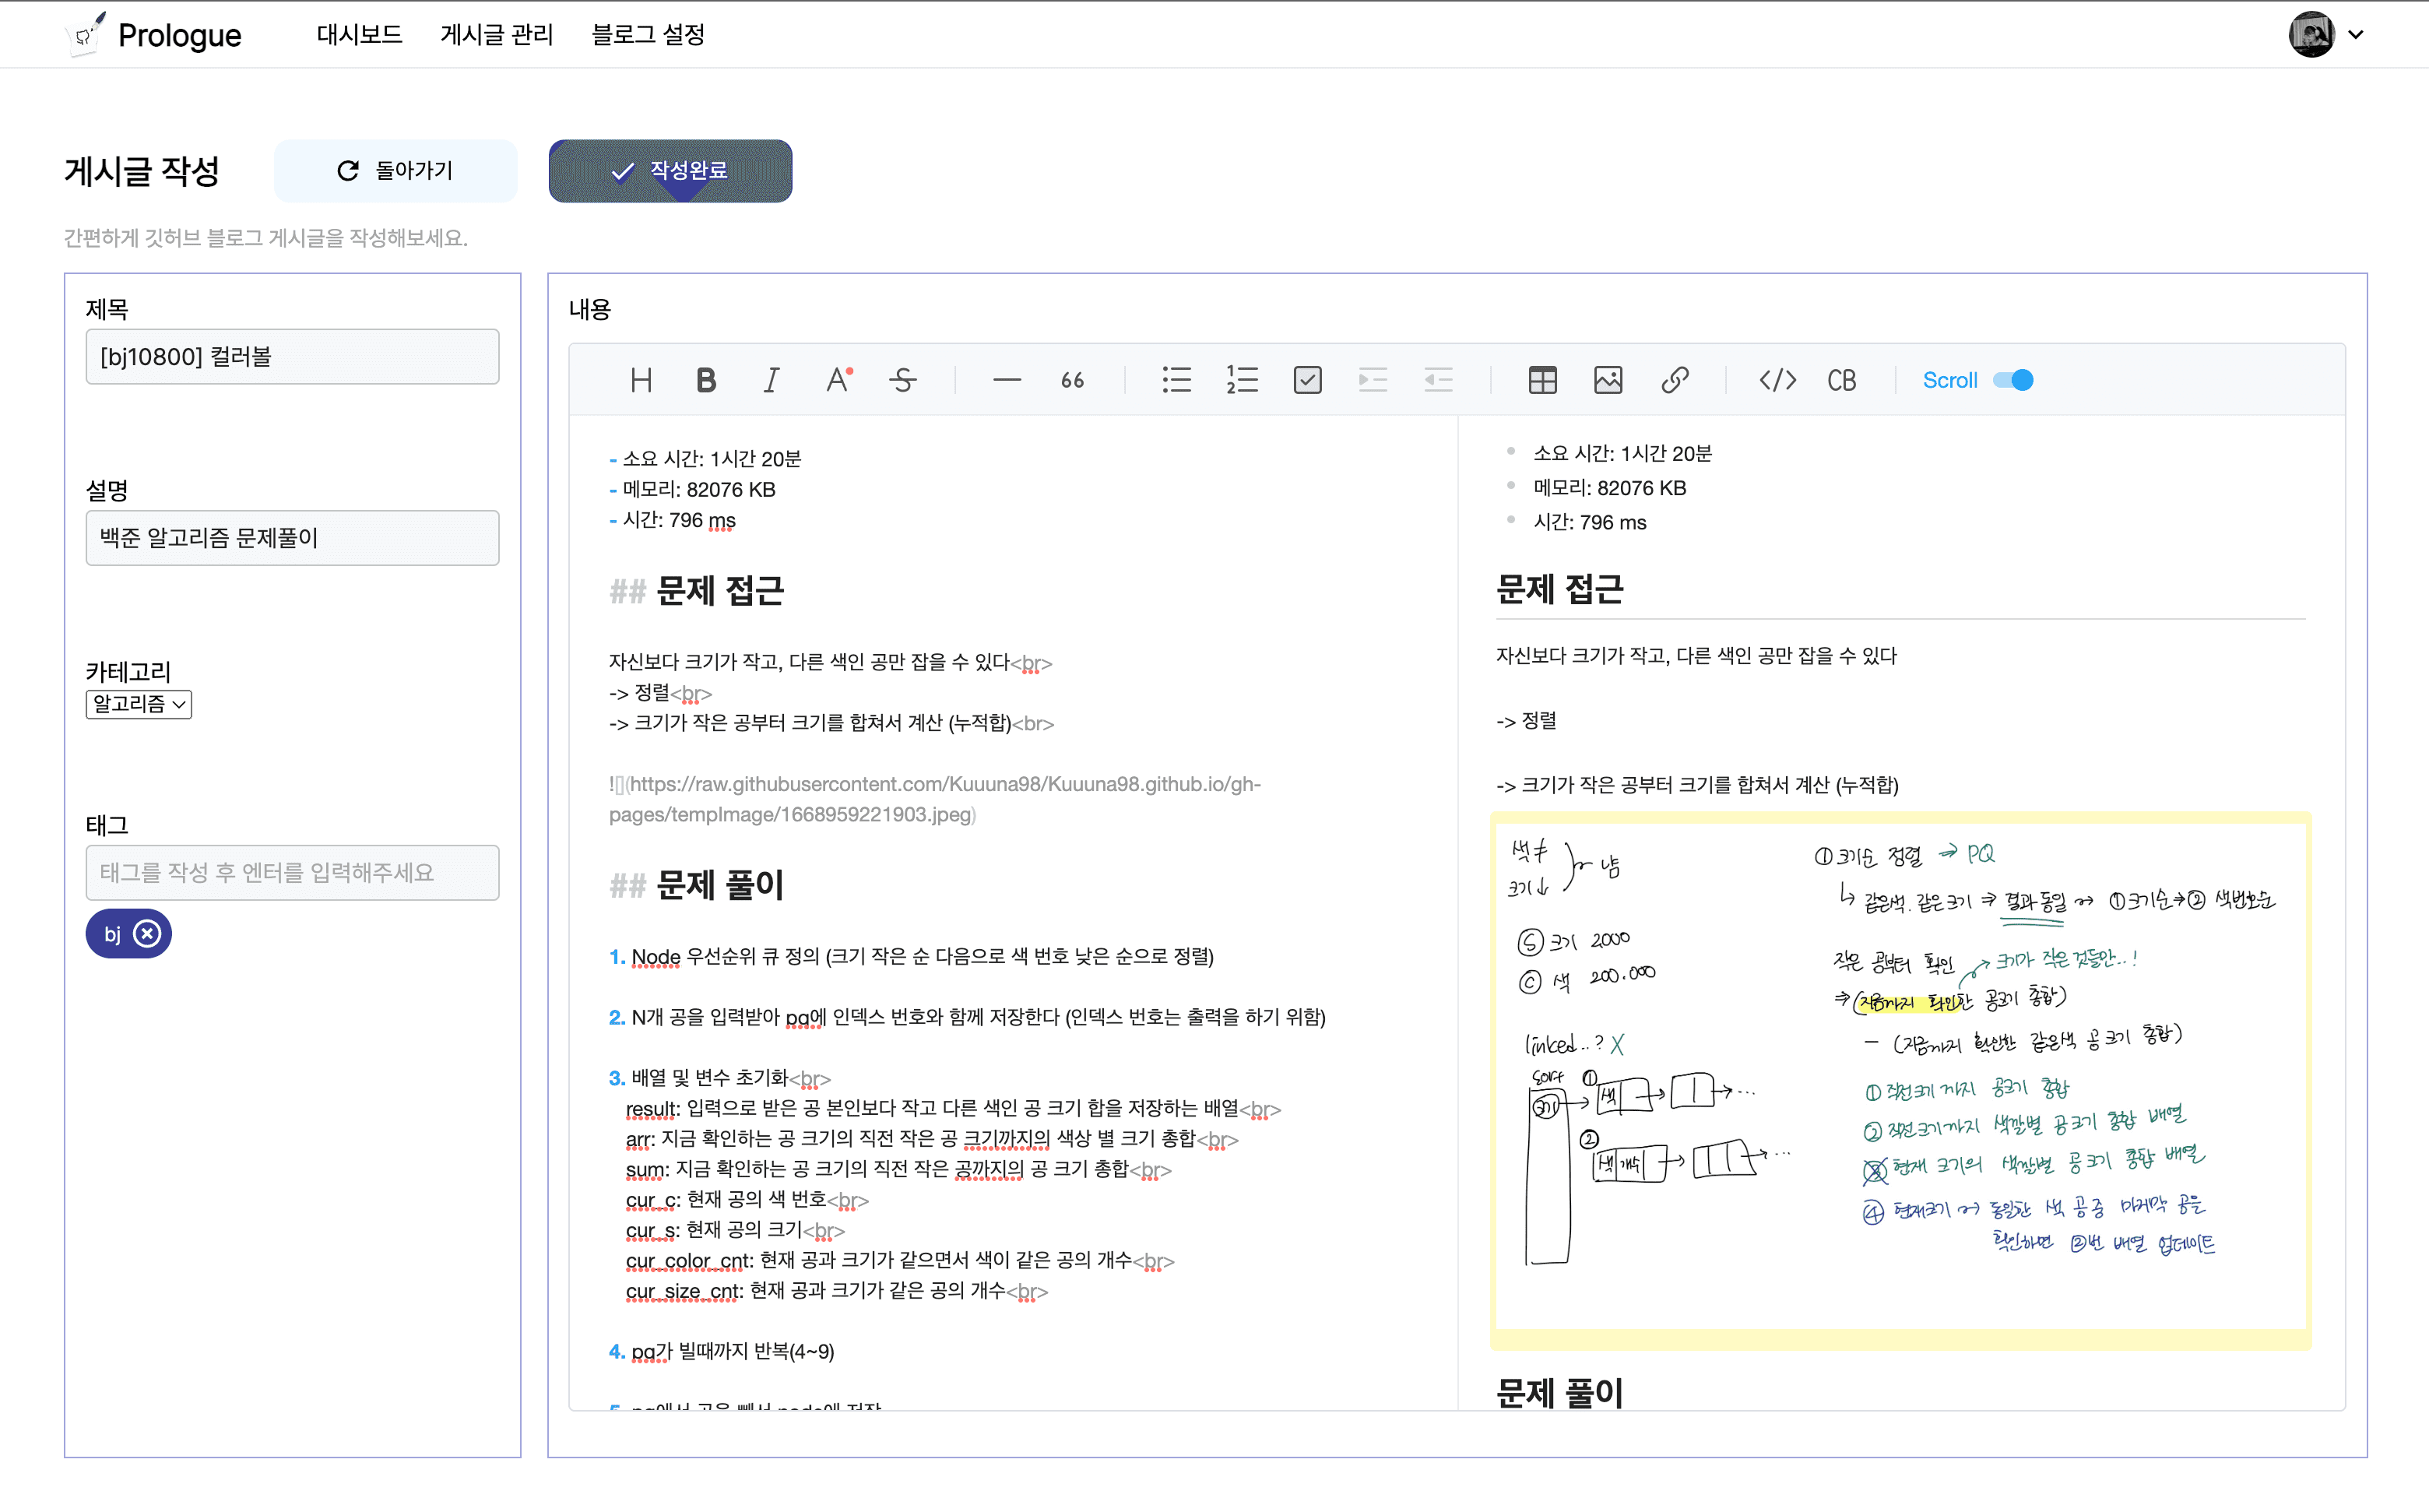 Prologue
대시보드
게시글 관리
블로그 설정
게시글 작성
돌아가기
작성완료
간편하게 깃허브 블로그 게시글을 작성해보세요.
제목
[bj10800] 컬러볼
설명
백준 알고리즘 문제풀이
카테고리
알고리즘
태그
태그를 작성 후 엔터를 입력해주세요
bj
내용
H B I A S — 66 </> CB Scroll
- 소요 시간: 1시간 20분
- 메모리: 82076 KB
- 시간: 796 ms
## 문제 접근
자신보다 크기가 작고, 다른 색인 공만 잡을 수 있다<br>
-> 정렬<br>
-> 크기가 작은 공부터 크기를 합쳐서 계산 (누적합)<br>
![](https://raw.githubusercontent.com/Kuuuna98/Kuuuna98.github.io/gh-
pages/tempImage/1668959221903.jpeg)
## 문제 풀이
1. Node 우선순위 큐 정의 (크기 작은 순 다음으로 색 번호 낮은 순으로 정렬)
2. N개 공을 입력받아 pq에 인덱스 번호와 함께 저장한다 (인덱스 번호는 출력을 하기 위함)
3. 배열 및 변수 초기화<br>
result: 입력으로 받은 공 본인보다 작고 다른 색인 공 크기 합을 저장하는 배열<br>
arr: 지금 확인하는 공 크기의 직전 작은 공 크기까지의 색상 별 크기 총합<br>
sum: 지금 확인하는 공 크기의 직전 작은 공까지의 공 크기 총합<br>
cur_c: 현재 공의 색 번호<br>
cur_s: 현재 공의 크기<br>
cur_color_cnt: 현재 공과 크기가 같으면서 색이 같은 공의 개수<br>
cur_size_cnt: 현재 공과 크기가 같은 공의 개수<br>
4. pq가 빌때까지 반복(4~9)
5. pq에서 공을 빼서 node에 저장
소요 시간: 1시간 20분
메모리: 82076 KB
시간: 796 ms
문제 접근
자신보다 크기가 작고, 다른 색인 공만 잡을 수 있다
-> 정렬
-> 크기가 작은 공부터 크기를 합쳐서 계산 (누적합)
색≠
크기↓
냠
Ⓢ 크기 2,000
Ⓒ 색 200,000
linked..? X
sort
크기
① 색
② 색 개수
① 크기순 정렬 → PQ
↳ 같은색. 같은크기 ⇒ 결과 동일 ↝ ①크기순→② 색번호순
작은 공부터 확인
크기가 작은 것들만..!
⇒ (지금까지 확인한 공크기 총합)
— (지금까지 확인한 같은색 공 크기 총합)
① 직전크기 까지 공크기 총합
② 직전크기까지 색깔별 공크기 총합 배열
③ 현재 크기의 색깔별 공크기 총합 배열
④ 현재크기 ↝ 동일한 색 공 중 마지막 공을
확인하면 ②번 배열 업데이트
문제 풀이